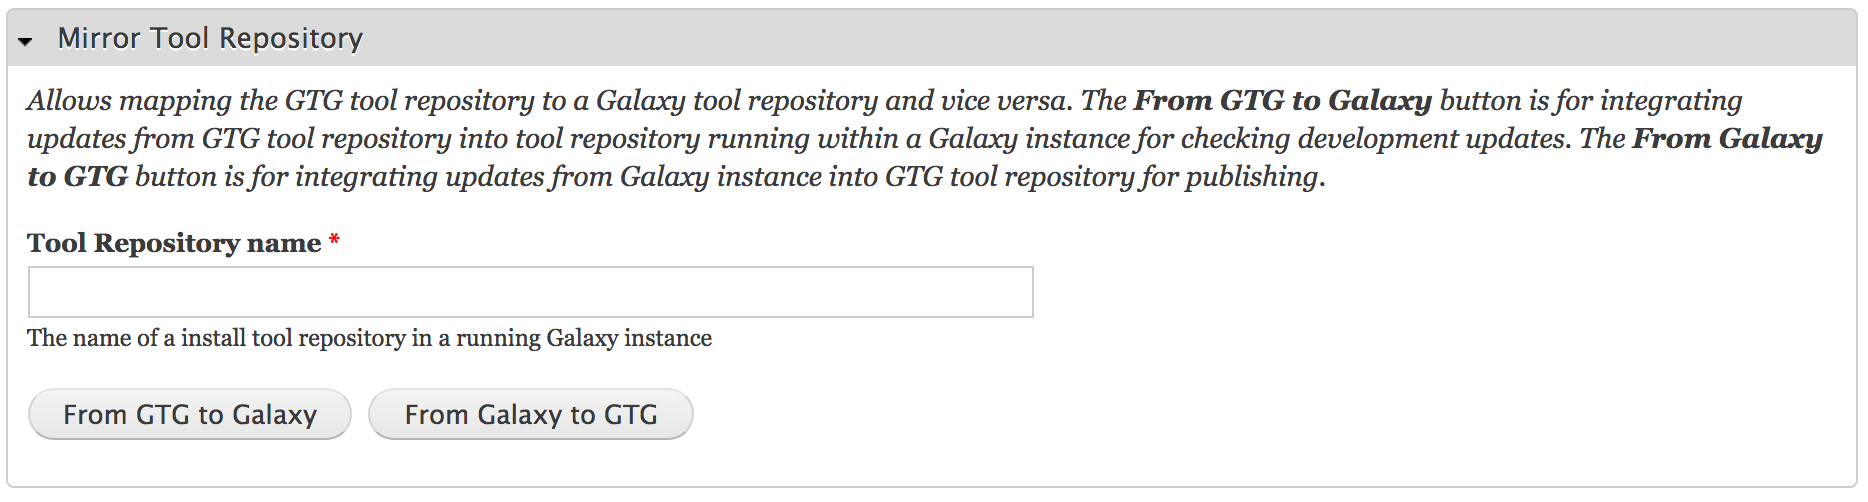 Mirror Tool Repository
Allows mapping the GTG tool repository to a Galaxy tool repository and vice versa. The From GTG to Galaxy button is for integrating
updates from GTG tool repository into tool repository running within a Galaxy instance for checking development updates. The From Galaxy
to GTG button is for integrating updates from Galaxy instance into GTG tool repository for publishing.
Tool Repository name *
The name of a install tool repository in a running Galaxy instance
From GTG to Galaxy From Galaxy to GTG